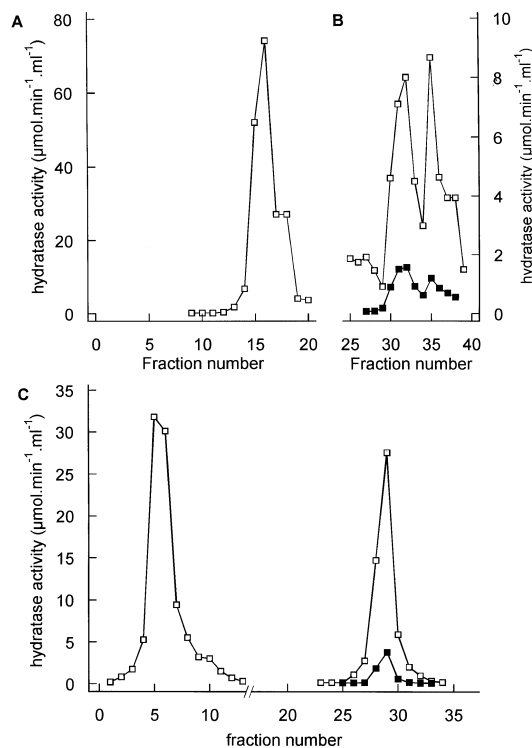 A
80
60
40
20
0
hydratase activity (µmol.min-1.ml-1)
0 5 10 15 20
Fraction number
B
10
8
6
4
2
0
hydratase activity (µmol.min-1.ml-1)
25 30 35 40
Fraction number
C
35
30
25
20
15
10
5
0
hydratase activity (µmol.min-1.ml-1)
0 5 10 20 25 30 35
fraction number